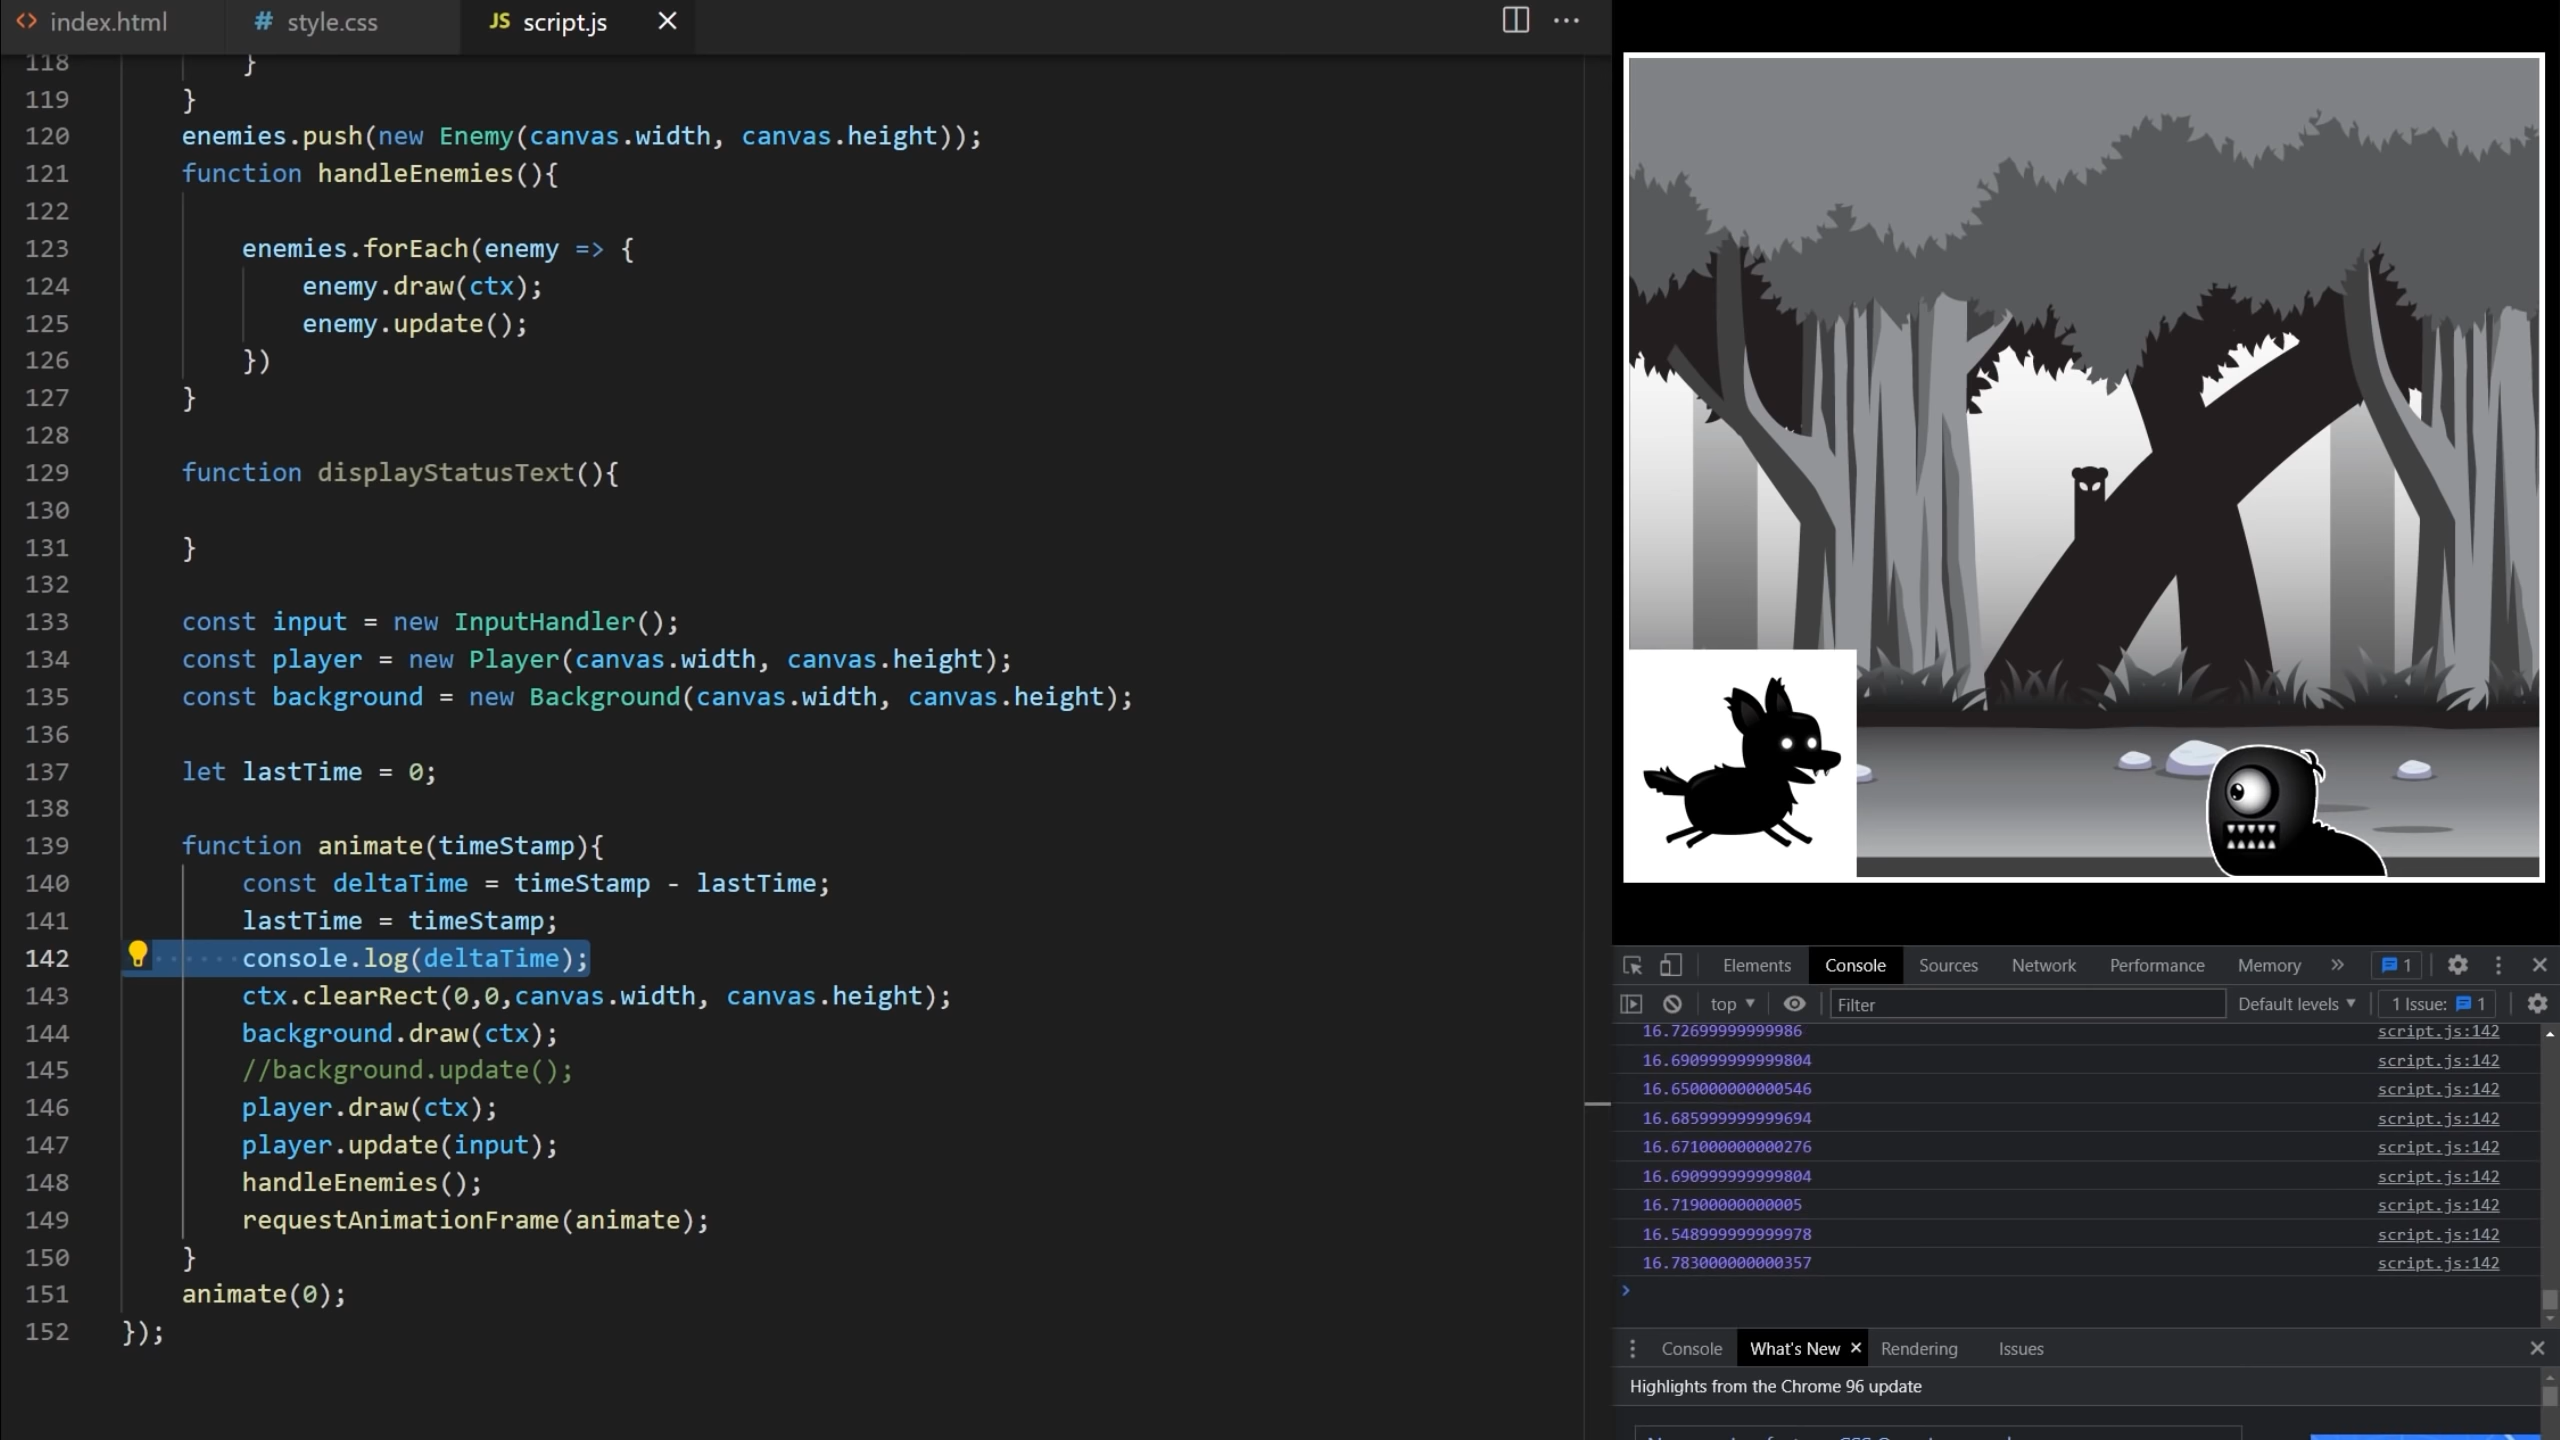 index.html
# style.css
JS script.js
118 }
119 }
120 enemies.push(new Enemy(canvas.width, canvas.height));
121 function handleEnemies(){
122
123 enemies.forEach(enemy => {
124 enemy.draw(ctx);
125 enemy.update();
126 })
127 }
128
129 function displayStatusText(){
130
131 }
132
133 const input = new InputHandler();
134 const player = new Player(canvas.width, canvas.height);
135 const background = new Background(canvas.width, canvas.height);
136
137 let lastTime = 0;
138
139 function animate(timeStamp){
140 const deltaTime = timeStamp - lastTime;
141 lastTime = timeStamp;
142 console.log(deltaTime);
143 ctx.clearRect(0,0,canvas.width, canvas.height);
144 background.draw(ctx);
145 //background.update();
146 player.draw(ctx);
147 player.update(input);
148 handleEnemies();
149 requestAnimationFrame(animate);
150 }
151 animate(0);
152 });
Elements Console Sources Network Performance Memory » 1
top Filter Default levels 1 Issue: 1
16.72699999999986 script.js:142
16.690999999999804 script.js:142
16.650000000000546 script.js:142
16.685999999999694 script.js:142
16.671000000000276 script.js:142
16.690999999999804 script.js:142
16.71900000000005 script.js:142
16.548999999999978 script.js:142
16.783000000000357 script.js:142
Console What's New Rendering Issues
Highlights from the Chrome 96 update